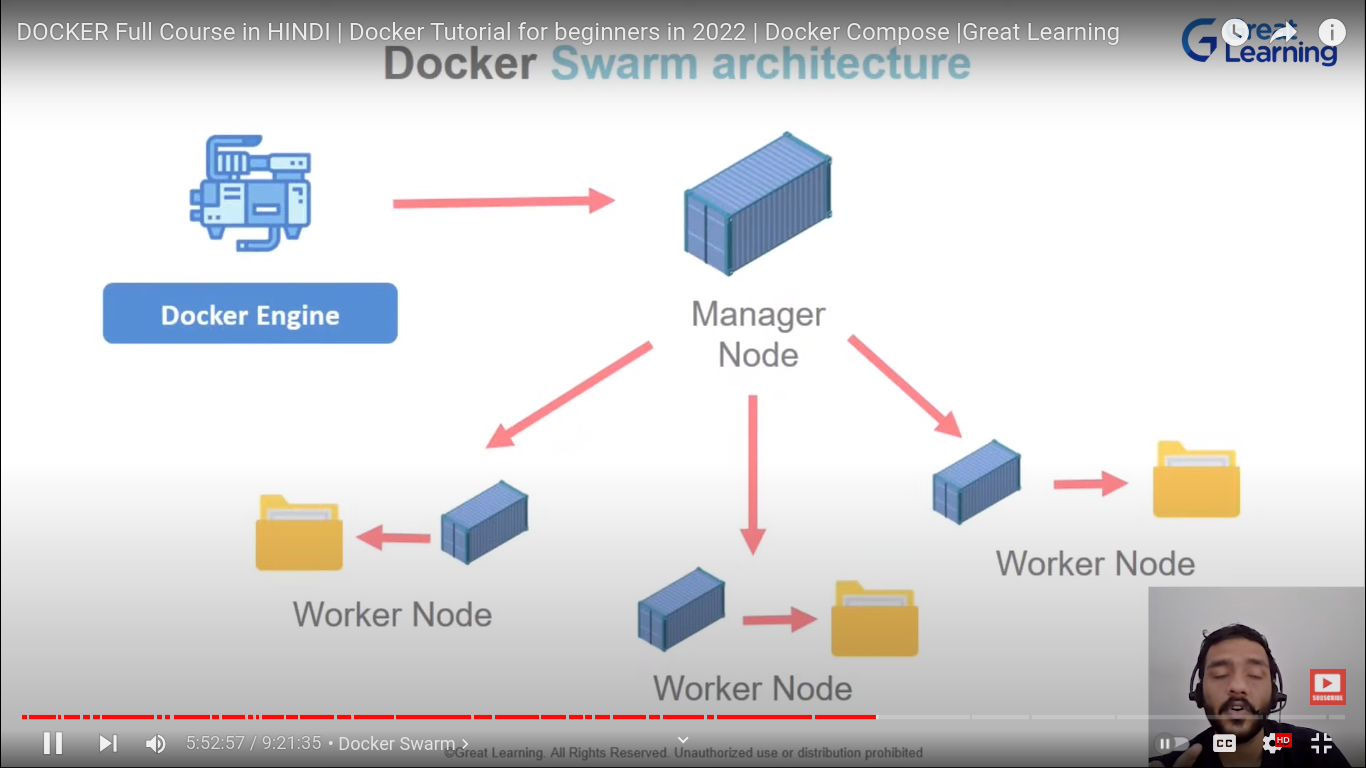 DOCKER Full Course in HINDI | Docker Tutorial for beginners in 2022 | Docker Compose |Great Learning
Great
Learning
Docker Swarm architecture
Docker Engine
Manager
Node
Worker Node
Worker Node
Worker Node
SUBSCRIBE
5:52:57 / 9:21:35 • Docker Swarm >
CC
HD
©Great Learning. All Rights Reserved. Unauthorized use or distribution prohibited